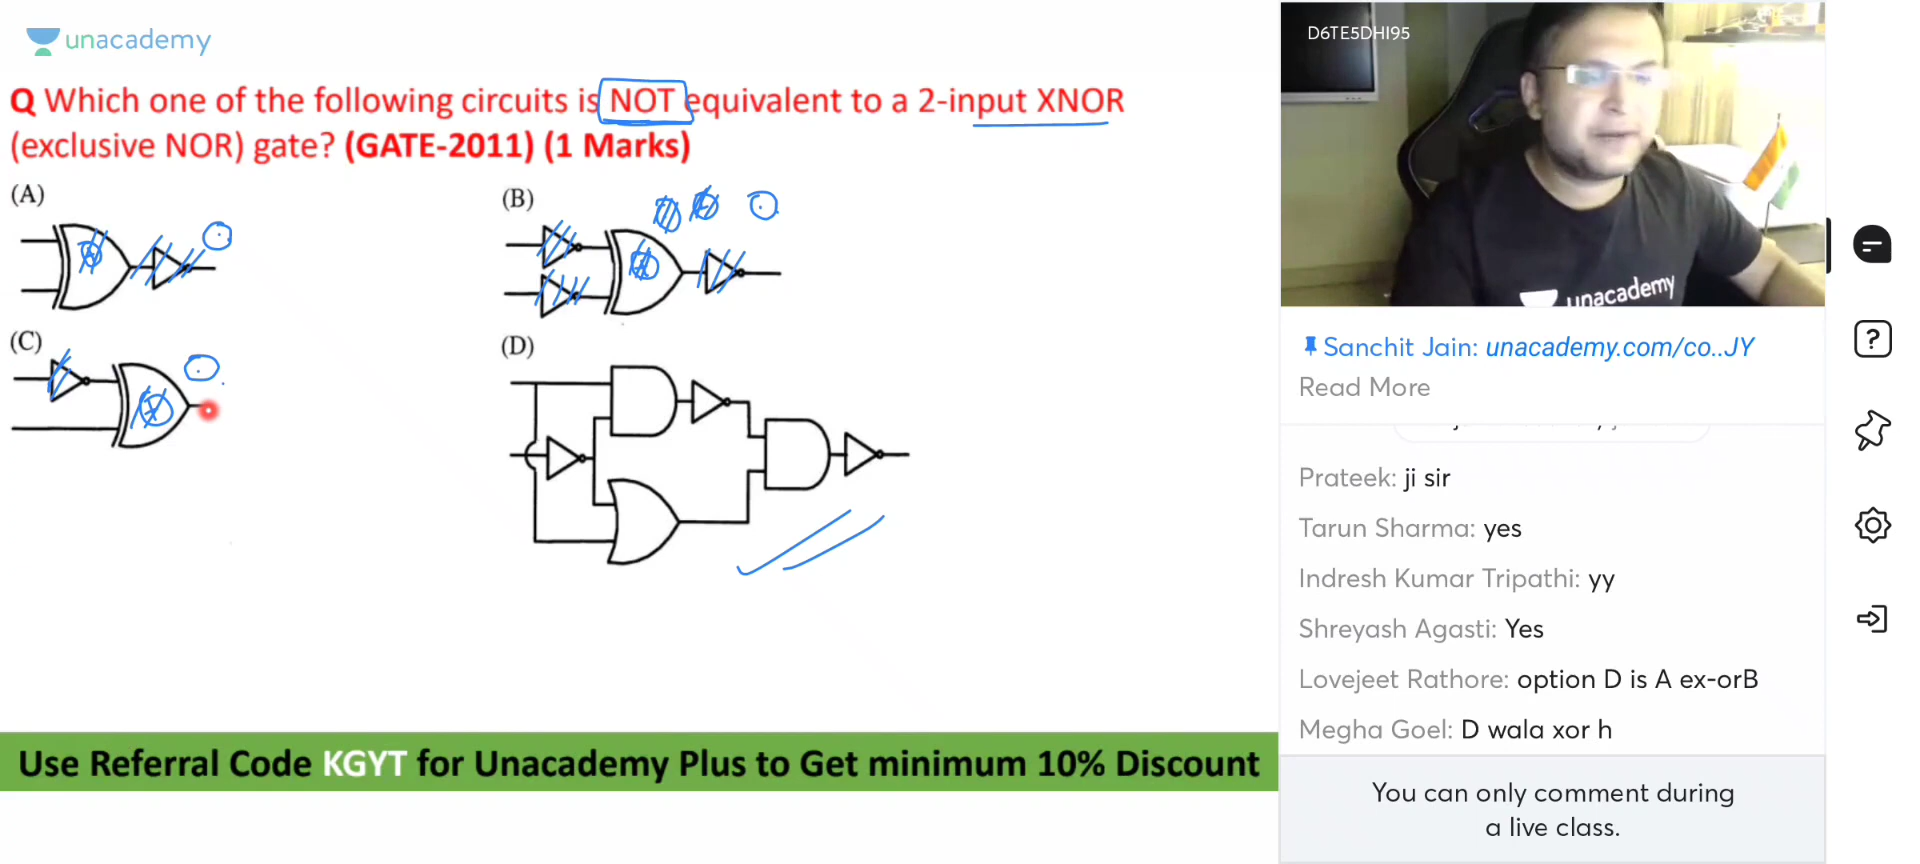 unacademy
Q Which one of the following circuits is NOT equivalent to a 2-input XNOR
(exclusive NOR) gate? (GATE-2011) (1 Marks)
(A)
(B)
(C)
(D)
Use Referral Code KGYT for Unacademy Plus to Get minimum 10% Discount
D6TE5DHI95
unacademy
Sanchit Jain: unacademy.com/co..JY
Read More
Prateek: ji sir
Tarun Sharma: yes
Indresh Kumar Tripathi: yy
Shreyash Agasti: Yes
Lovejeet Rathore: option D is A ex-orB
Megha Goel: D wala xor h
You can only comment during
a live class.